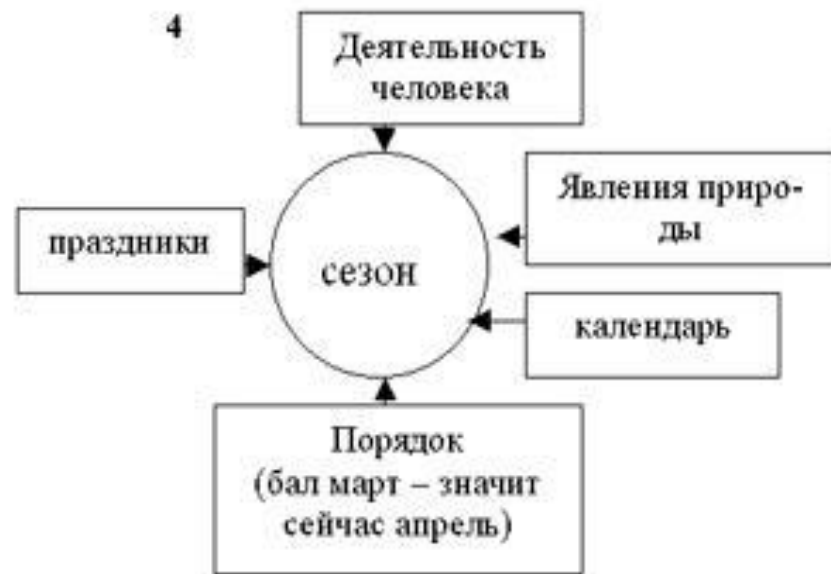 4
Деятельность
человека
Явления приро-
ды
праздники
сезон
календарь
Порядок
(бал март – значит
сейчас апрель)